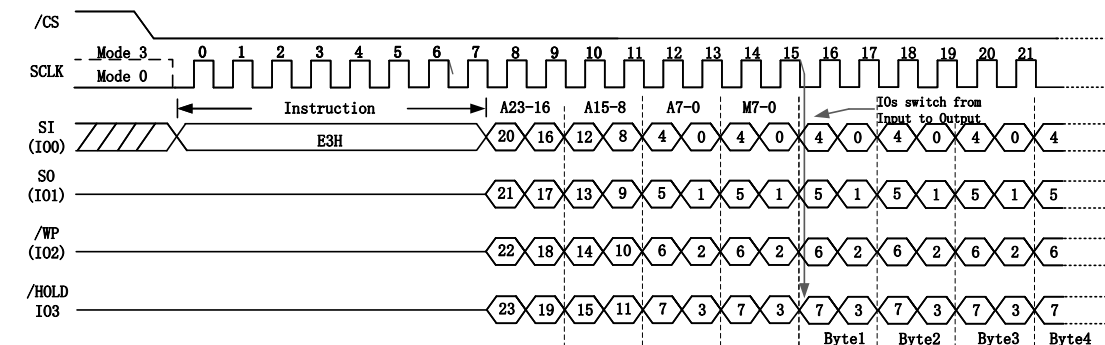 /CS
Mode 3 0 1 2 3 4 5 6 7 8 9 10 11 12 13 14 15 16 17 18 19 20 21
SCLK
Mode 0
Instruction A23-16 A15-8 A7-0 M7-0 IOs switch from
Input to Output
SI
(IO0) E3H 20 16 12 8 4 0 4 0 4 0 4 0 4 0 4
SO
(IO1) 21 17 13 9 5 1 5 1 5 1 5 1 5 1 5
/WP
(IO2) 22 18 14 10 6 2 6 2 6 2 6 2 6 2 6
/HOLD
IO3 23 19 15 11 7 3 7 3 7 3 7 3 7 3 7
Byte1 Byte2 Byte3 Byte4